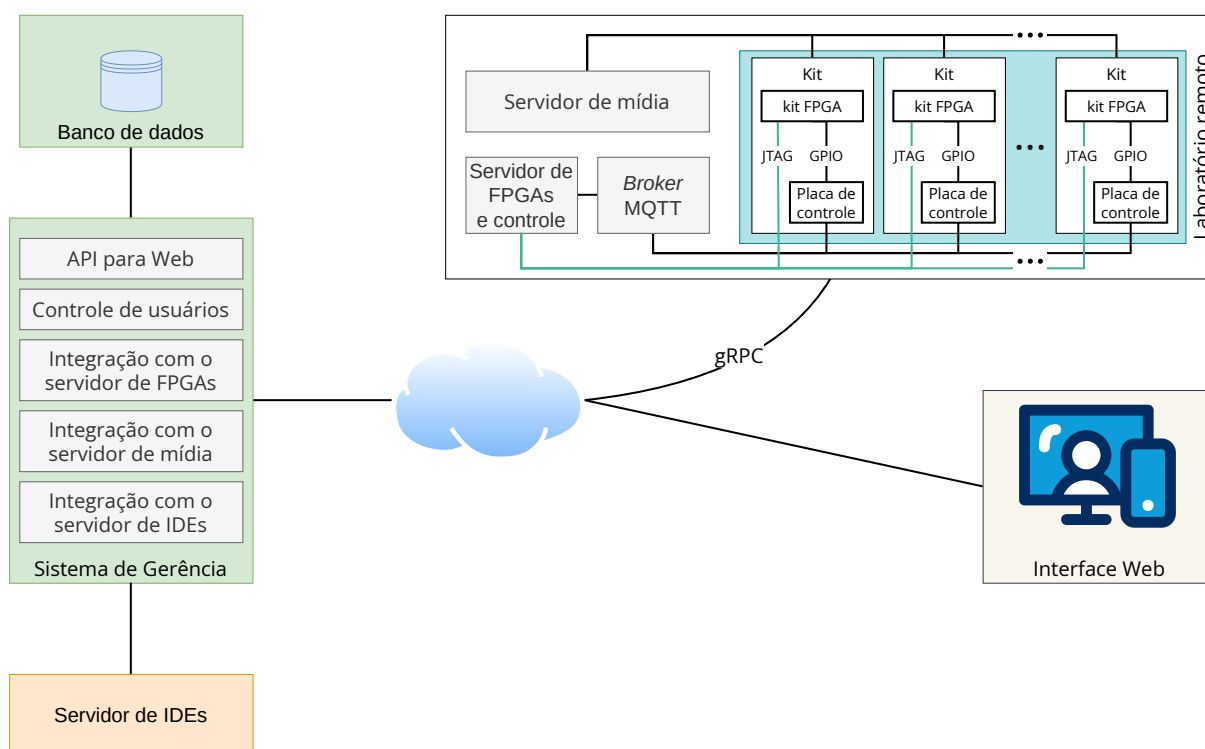 Banco de dados
API para Web
Controle de usuários
Integração com o
servidor de FPGAs
Integração com o
servidor de mídia
Integração com o
servidor de IDEs
Sistema de Gerência
Servidor de IDEs
Servidor de mídia
Servidor de
FPGAs
e controle
Broker
MQTT
Kit
kit FPGA
JTAG
GPIO
Placa de
controle
Kit
kit FPGA
JTAG
GPIO
Placa de
controle
...
...
...
Kit
kit FPGA
JTAG
GPIO
Placa de
controle
Laboratório remoto
gRPC
Interface Web